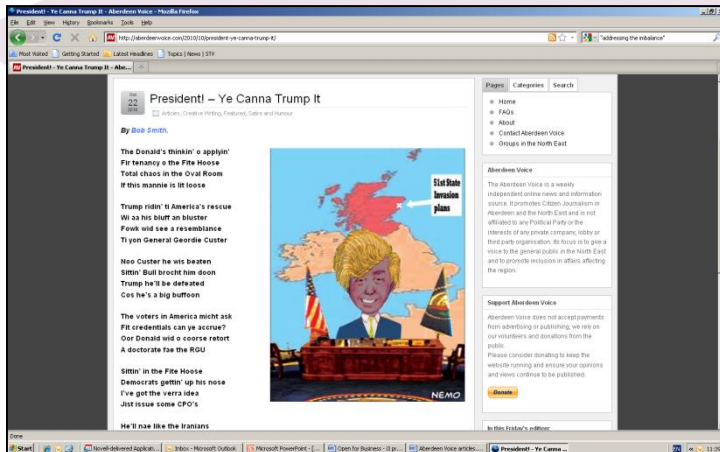 President! - Ye Canna Trump It - Aberdeen Voice - Mozilla Firefox
File Edit View History Bookmarks Tools Help
http://aberdeenvoice.com/2010/10/president-ye-canna-trump-it/
"addressing the imbalance"
Most Visited Getting Started Latest Headlines Topics | News | STV
President! - Ye Canna Trump It - Abe...
Oct
22
2010
President! – Ye Canna Trump It
Articles, Creative Writing, Featured, Satire and Humour
By Bob Smith.
The Donald's thinkin' o applyin'
Fir tenancy o the Fite Hoose
Total chaos in the Oval Room
If this mannie is lit loose
Trump ridin' ti America's rescue
Wi aa his bluff an bluster
Fowk wid see a resemblance
Ti yon General Geordie Custer
Noo Custer he wis beaten
Sittin' Bull brocht him doon
Trump he'll be defeated
Cos he's a big buffoon
The voters in America micht ask
Fit credentials can ye accrue?
Oor Donald wid o coorse retort
A doctorate fae the RGU
Sittin' in the Fite Hoose
Democrats gettin' up his nose
I've got the verra idea
Jist issue some CPO's
He'll nae like the Iranians
51st State
Invasion
plans
NEMO
Pages Categories Search
Home
FAQs
About
Contact Aberdeen Voice
Groups in the North East
Aberdeen Voice
The Aberdeen Voice is a weekly
independent online news and information
source. It promotes Citizen Journalism in
Aberdeen and the North East and is not
affiliated to any Political Party or the
interests of any private company, lobby or
third party organisation. Its focus is to give a
voice to the general public in the North East
and to promote inclusion in affairs affecting
the region.
Support Aberdeen Voice
Aberdeen Voice does not accept payments
from advertising or publishing, we rely on
our volunteers and donations from the
public.
Please consider donating to keep the
website running and ensure your opinions
and views continue to be published.
Donate
In this Friday's edition:
Done
Start Novell-delivered Applicati... Inbox - Microsoft Outlook Microsoft PowerPoint - [... Open for Business - II pr... Aberdeen Voice articles.... President! - Ye Canna ...